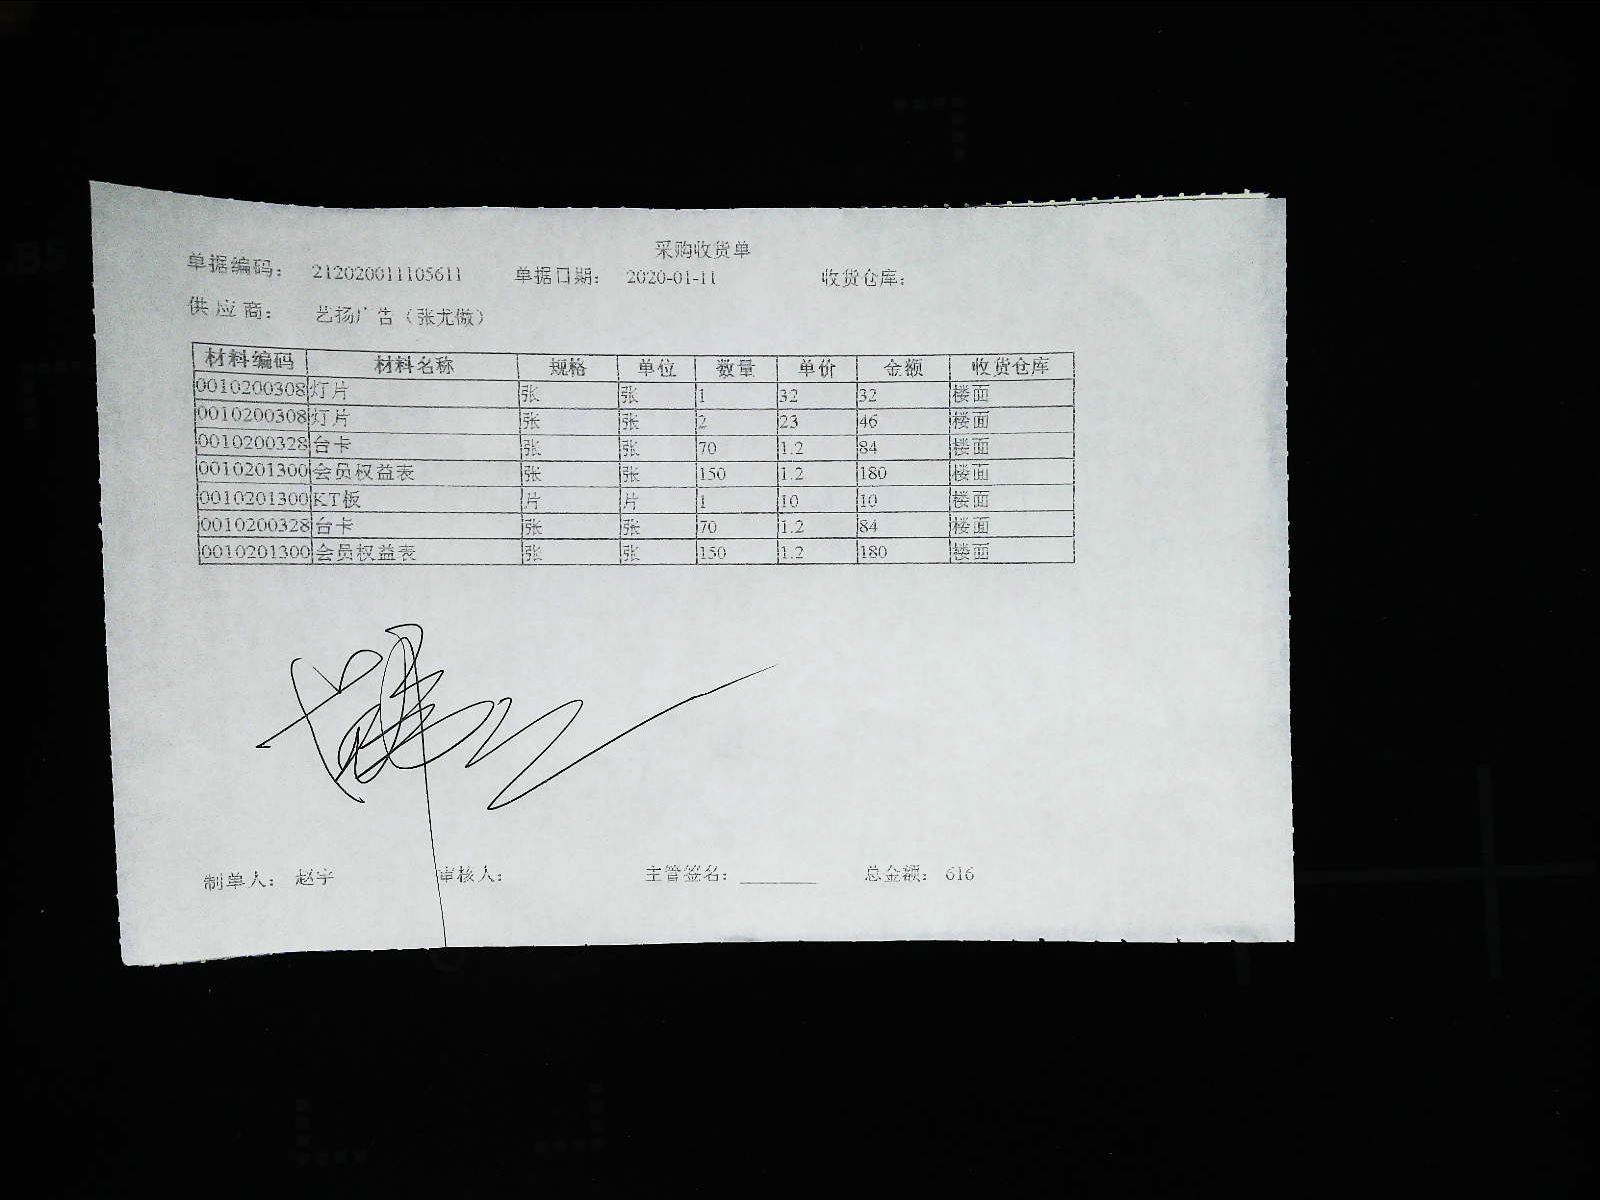 采购收货单
单据编码： 212020011105611 单据日期： 2020-01-11 收货仓库：
供应商： 艺扬广告（张尤傲）
材料编码 材料名称 规格 单位 数量 单价 金额 收货仓库
0010200308 灯片 张 张 1 32 32 楼面
0010200308 灯片 张 张 2 23 46 楼面
0010200328 台卡 张 张 70 1.2 84 楼面
0010201300 会员权益表 张 张 150 1.2 180 楼面
0010201300 KT板 片 片 1 10 10 楼面
0010200328 台卡 张 张 70 1.2 84 楼面
0010201300 会员权益表 张 张 150 1.2 180 楼面
制单人： 赵宇 审核人： 主管签名： 总金额： 616